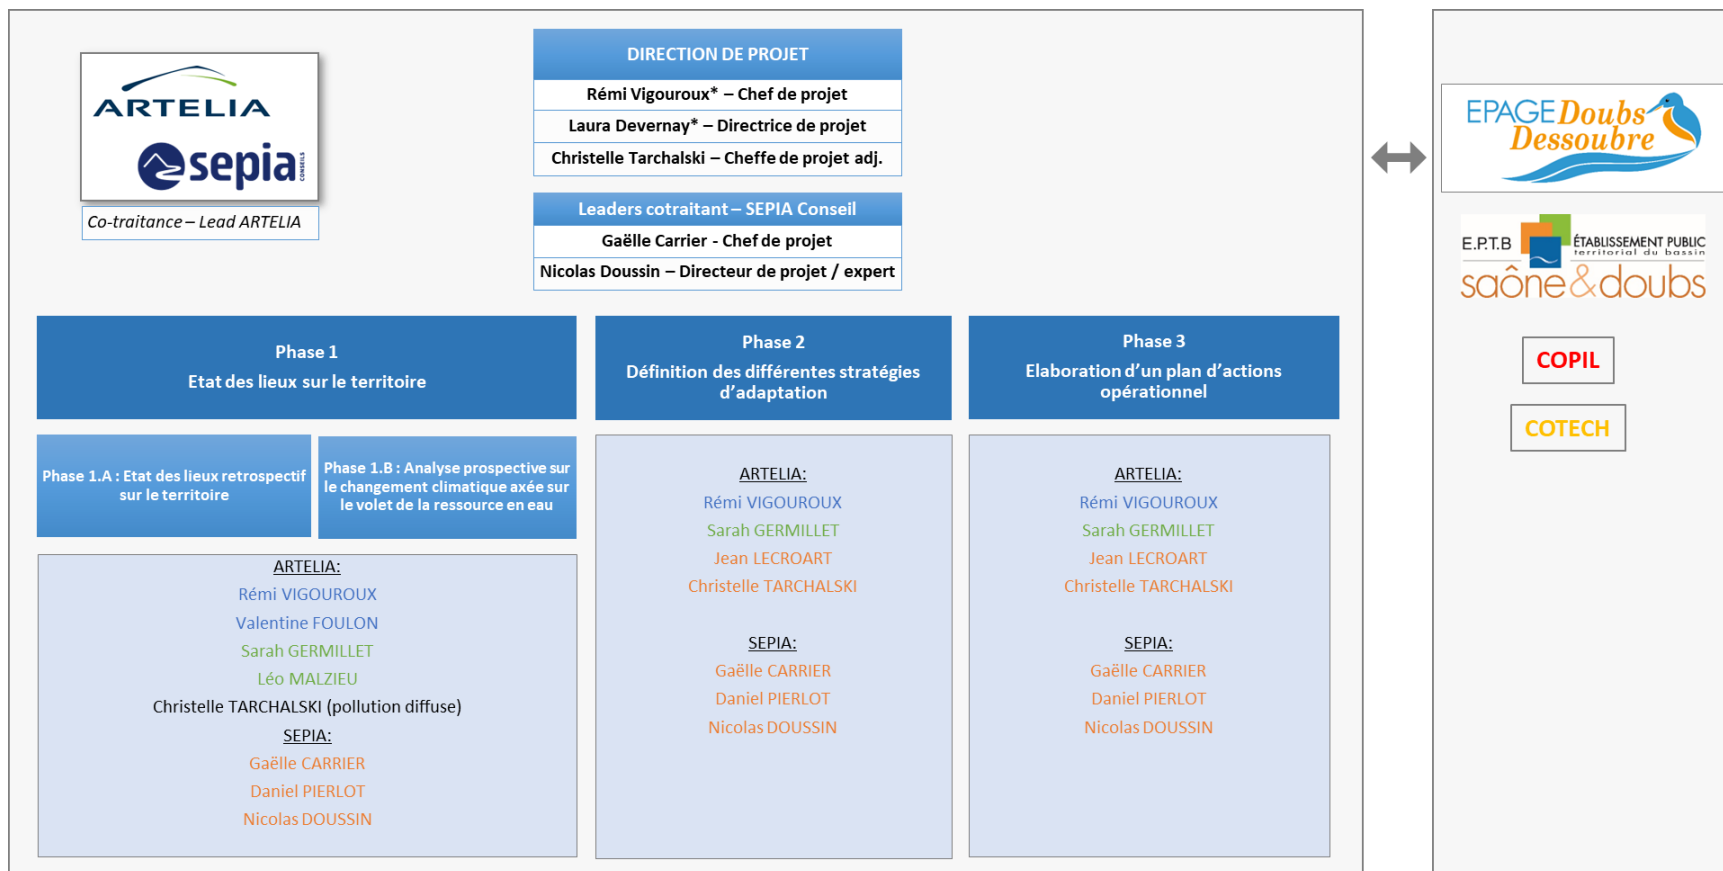 ARTELIA
sepia
CONSEILS
Co-traitance – Lead ARTELIA
DIRECTION DE PROJET
Rémi Vigouroux* – Chef de projet
Laura Devernay* – Directrice de projet
Christelle Tarchalski – Cheffe de projet adj.
Leaders cotraitant – SEPIA Conseil
Gaëlle Carrier - Chef de projet
Nicolas Doussin – Directeur de projet / expert
Phase 1
Etat des lieux sur le territoire
Phase 1.A : Etat des lieux retrospectif
sur le territoire
Phase 1.B : Analyse prospective sur
le changement climatique axée sur
le volet de la ressource en eau
ARTELIA:
Rémi VIGOUROUX
Valentine FOULON
Sarah GERMILLET
Léo MALZIEU
Christelle TARCHALSKI (pollution diffuse)
SEPIA:
Gaëlle CARRIER
Daniel PIERLOT
Nicolas DOUSSIN
Phase 2
Définition des différentes stratégies
d’adaptation
ARTELIA:
Rémi VIGOUROUX
Sarah GERMILLET
Jean LECROART
Christelle TARCHALSKI
SEPIA:
Gaëlle CARRIER
Daniel PIERLOT
Nicolas DOUSSIN
Phase 3
Elaboration d’un plan d’actions
opérationnel
ARTELIA:
Rémi VIGOUROUX
Sarah GERMILLET
Jean LECROART
Christelle TARCHALSKI
SEPIA:
Gaëlle CARRIER
Daniel PIERLOT
Nicolas DOUSSIN
EPAGE Doubs
Dessoubre
E.P.T.B ÉTABLISSEMENT PUBLIC
territorial du bassin
saône & doubs
COPIL
COTECH